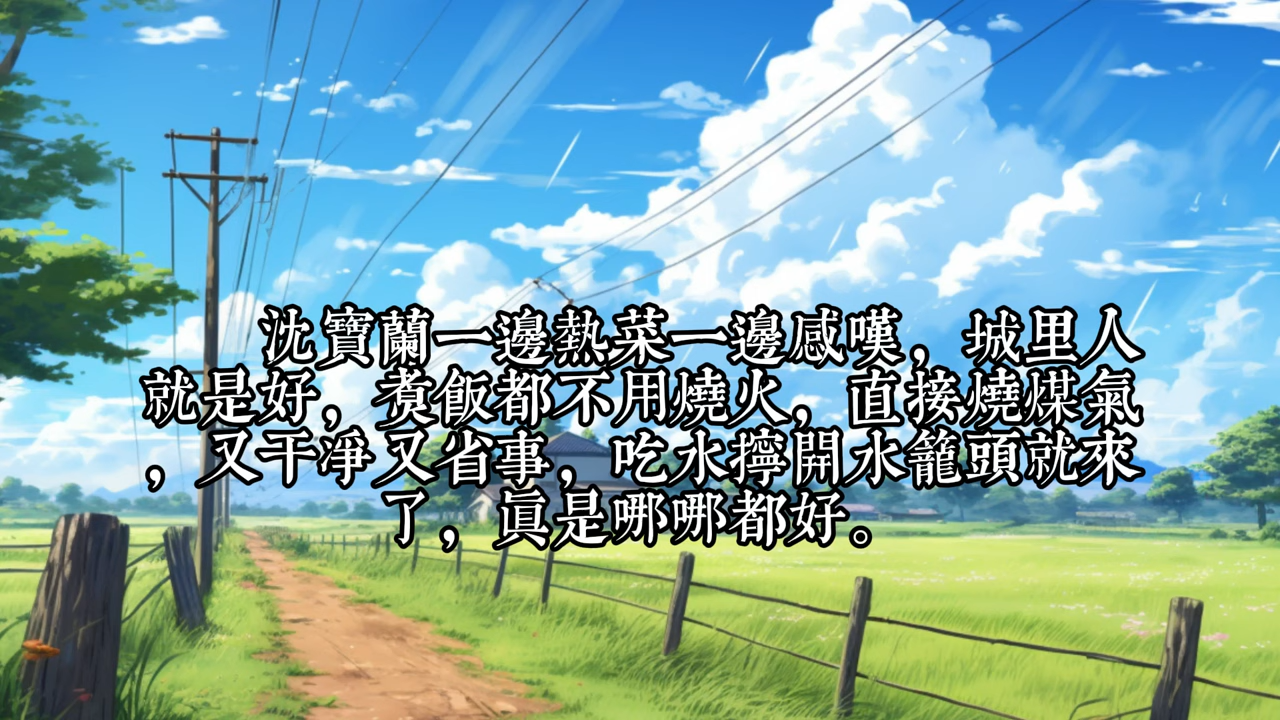 沈寶蘭一邊熱菜一邊感嘆，城里人
就是好，煮飯都不用燒火，直接燒煤氣
，又干淨又省事，吃水擰開水籠頭就來
了，眞是哪哪都好。